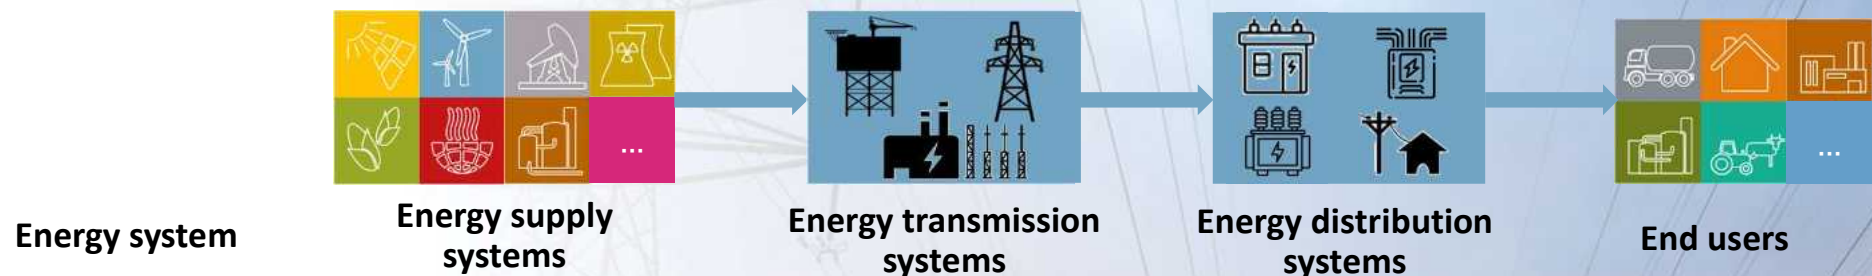 ...
...
Energy system
Energy supply
systems
Energy transmission
systems
Energy distribution
systems
End users